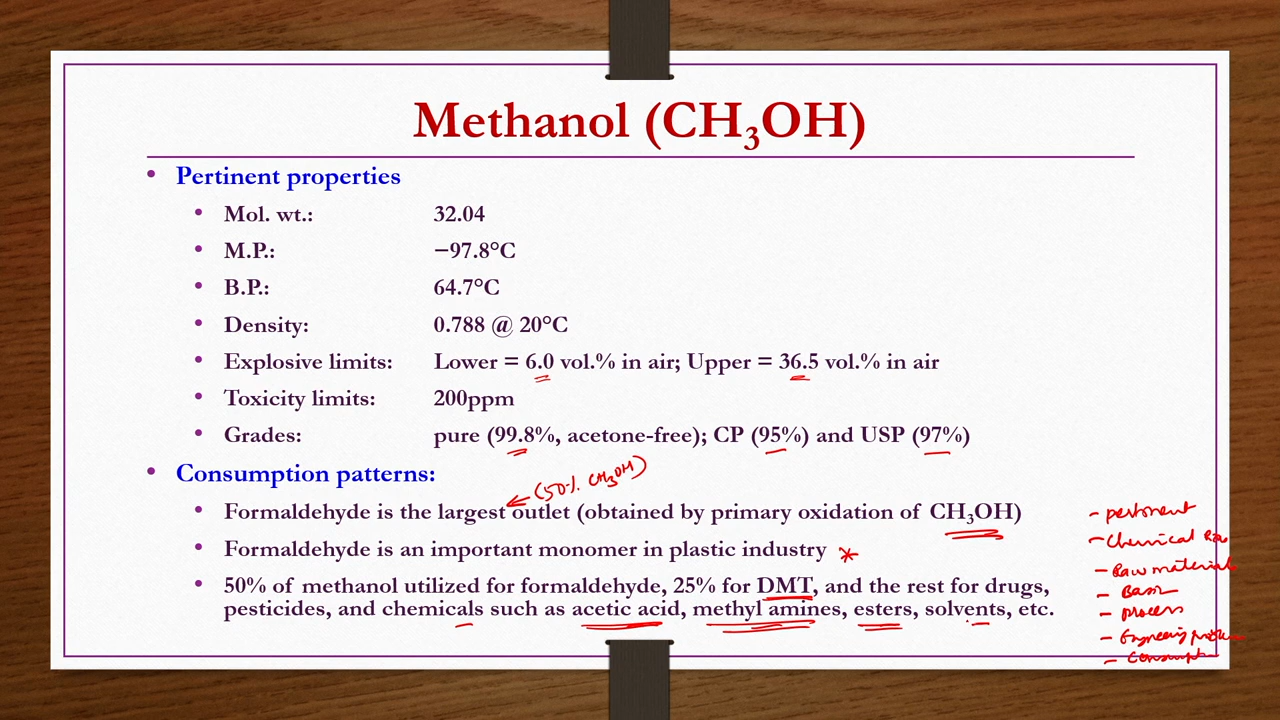 Methanol (CH₃OH)
• Pertinent properties
• Mol. wt.: 32.04
• M.P.: −97.8°C
• B.P.: 64.7°C
• Density: 0.788 @ 20°C
• Explosive limits: Lower = 6.0 vol.% in air; Upper = 36.5 vol.% in air
• Toxicity limits: 200ppm
• Grades: pure (99.8%, acetone-free); CP (95%) and USP (97%)
• Consumption patterns:
(50% CH₃OH)
• Formaldehyde is the largest outlet (obtained by primary oxidation of CH₃OH)
• Formaldehyde is an important monomer in plastic industry
• 50% of methanol utilized for formaldehyde, 25% for DMT, and the rest for drugs,
pesticides, and chemicals such as acetic acid, methyl amines, esters, solvents, etc.
- pertinent
- Chemical
- Raw material
- process